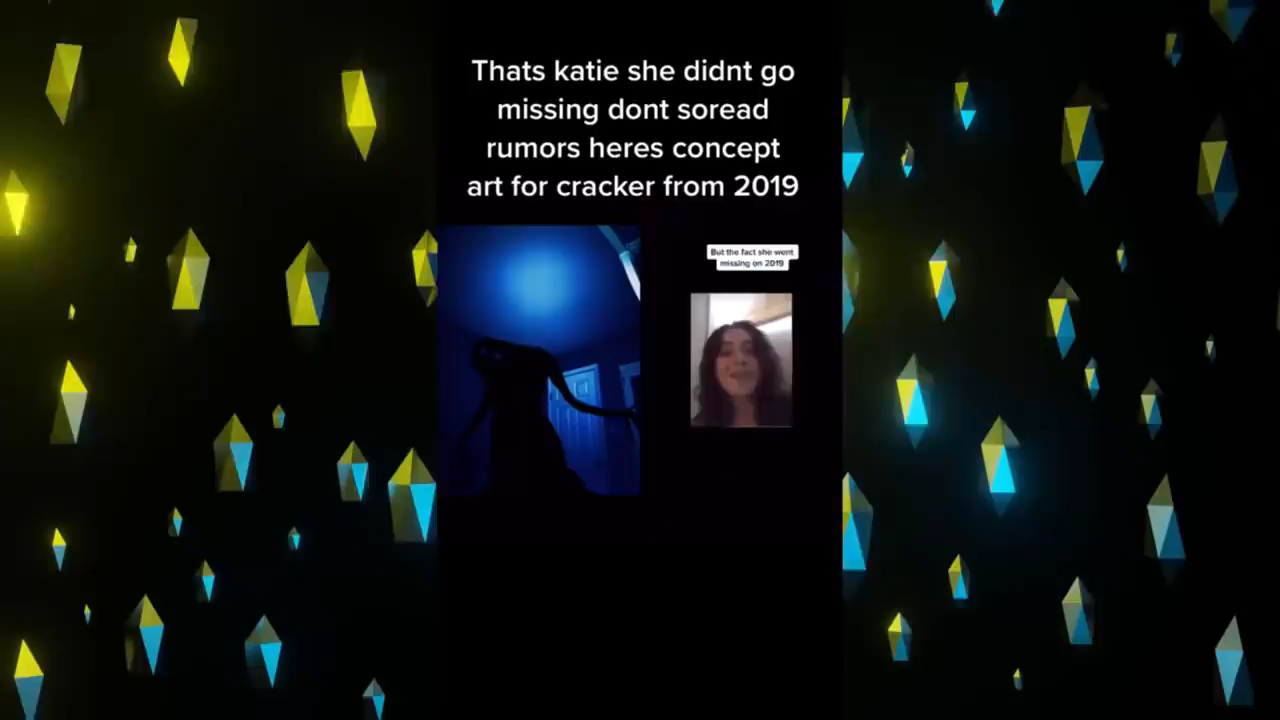 Thats katie she didnt go
missing dont soread
rumors heres concept
art for cracker from 2019
But the fact she went
missing on 2019